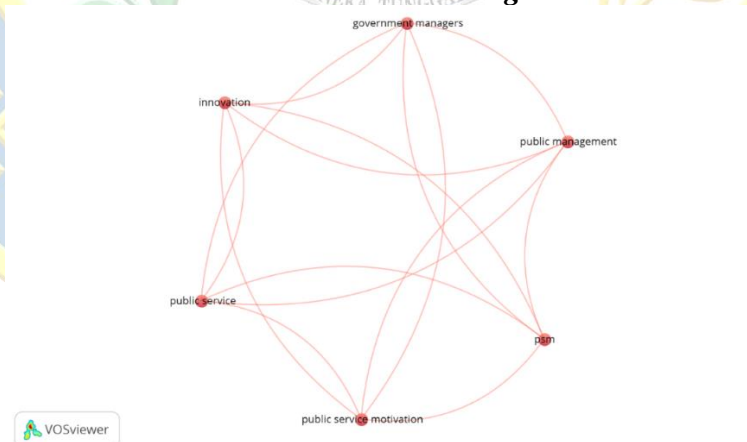 government managers
innovation
public management
public service
psm
public service motivation
VOSviewer